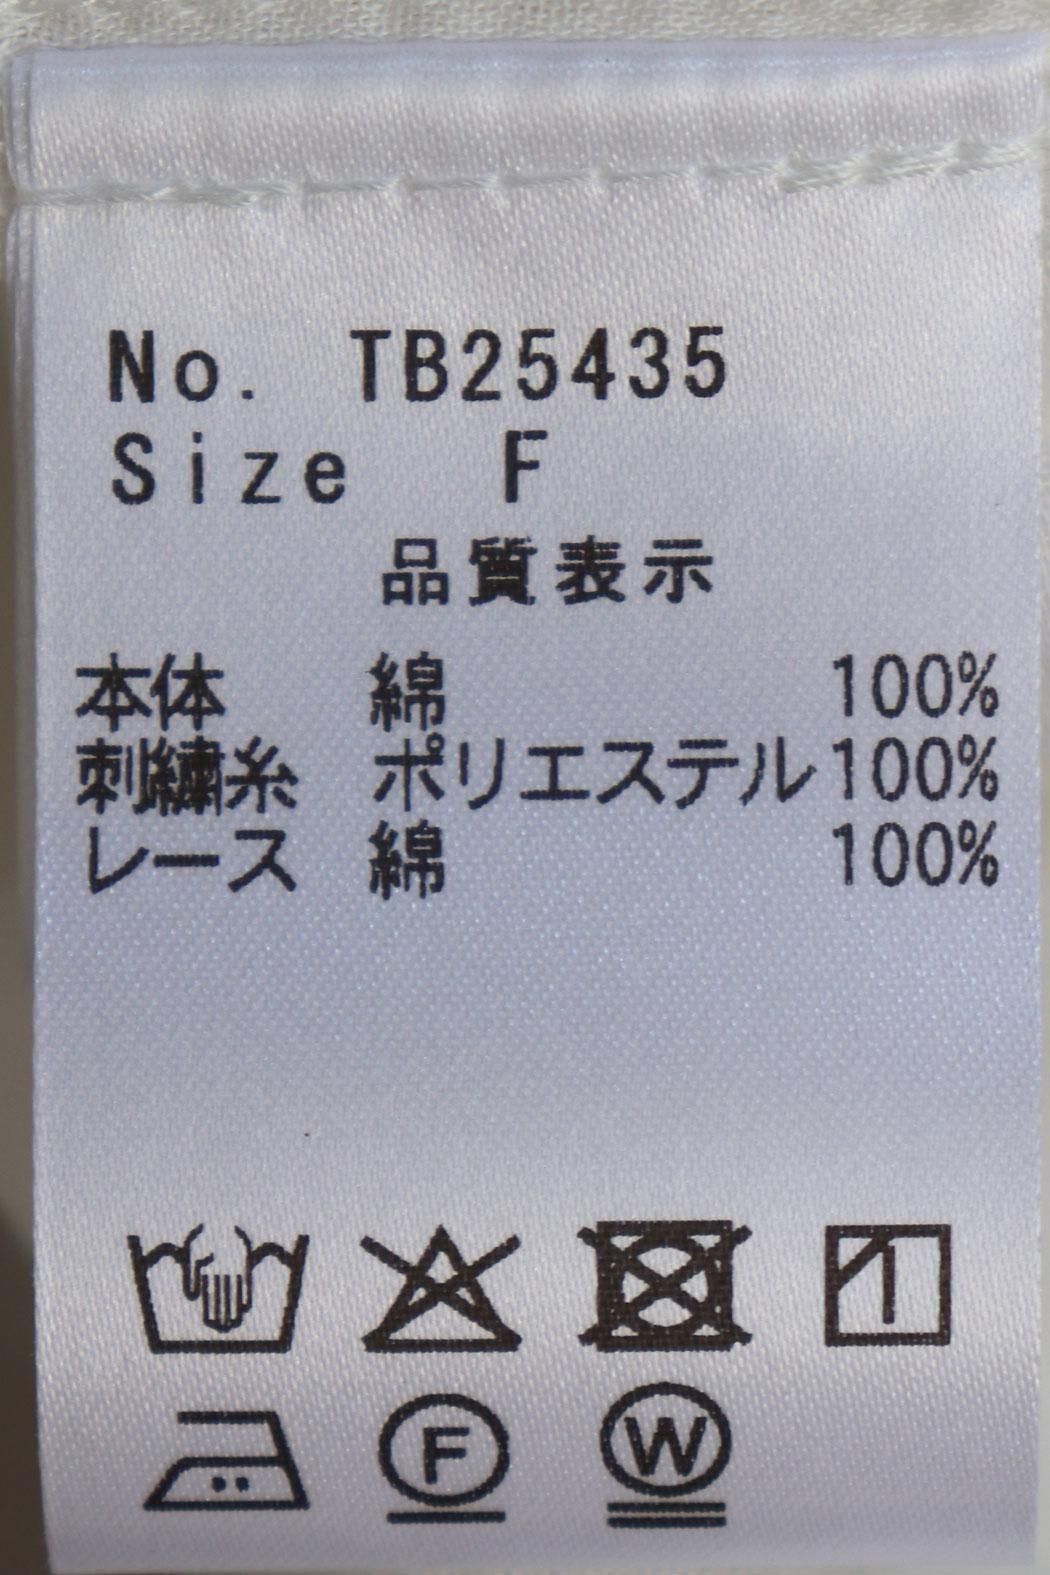 No. TB25435
Size F
品質表示
本体 綿 100%
刺繍糸 ポリエステル 100%
レース 綿 100%
F W